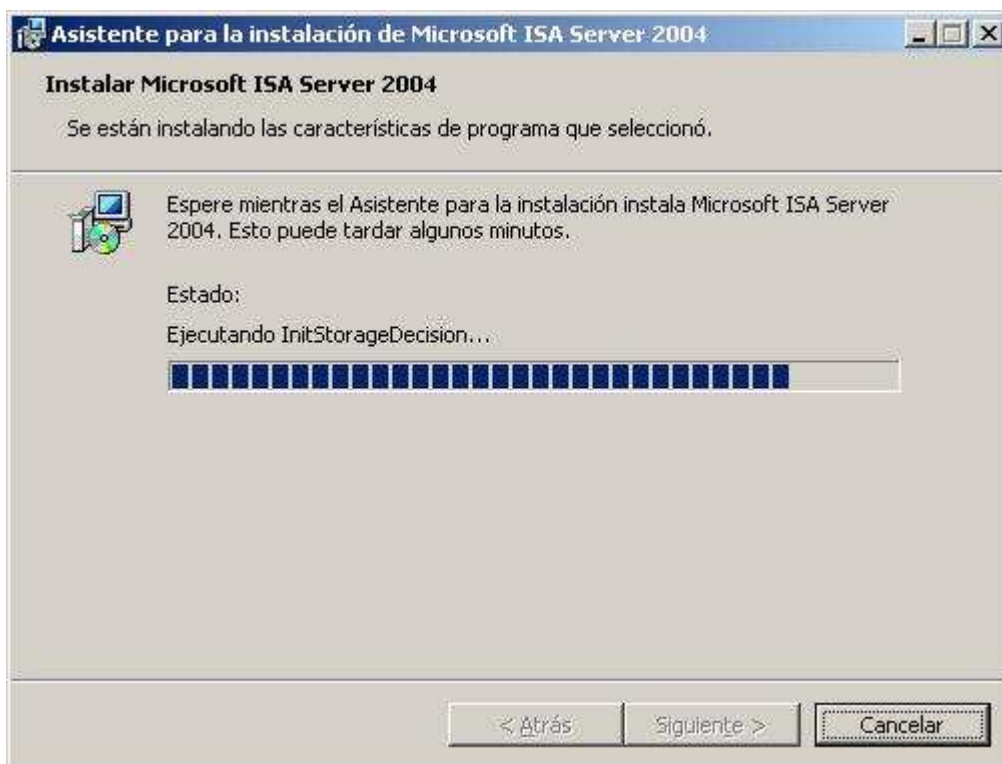 Asistente para la instalación de Microsoft ISA Server 2004
Instalar Microsoft ISA Server 2004
Se están instalando las características de programa que seleccionó.
Espere mientras el Asistente para la instalación instala Microsoft ISA Server
2004. Esto puede tardar algunos minutos.
Estado:
Ejecutando InitStorageDecision...
< Atrás
Siguiente >
Cancelar